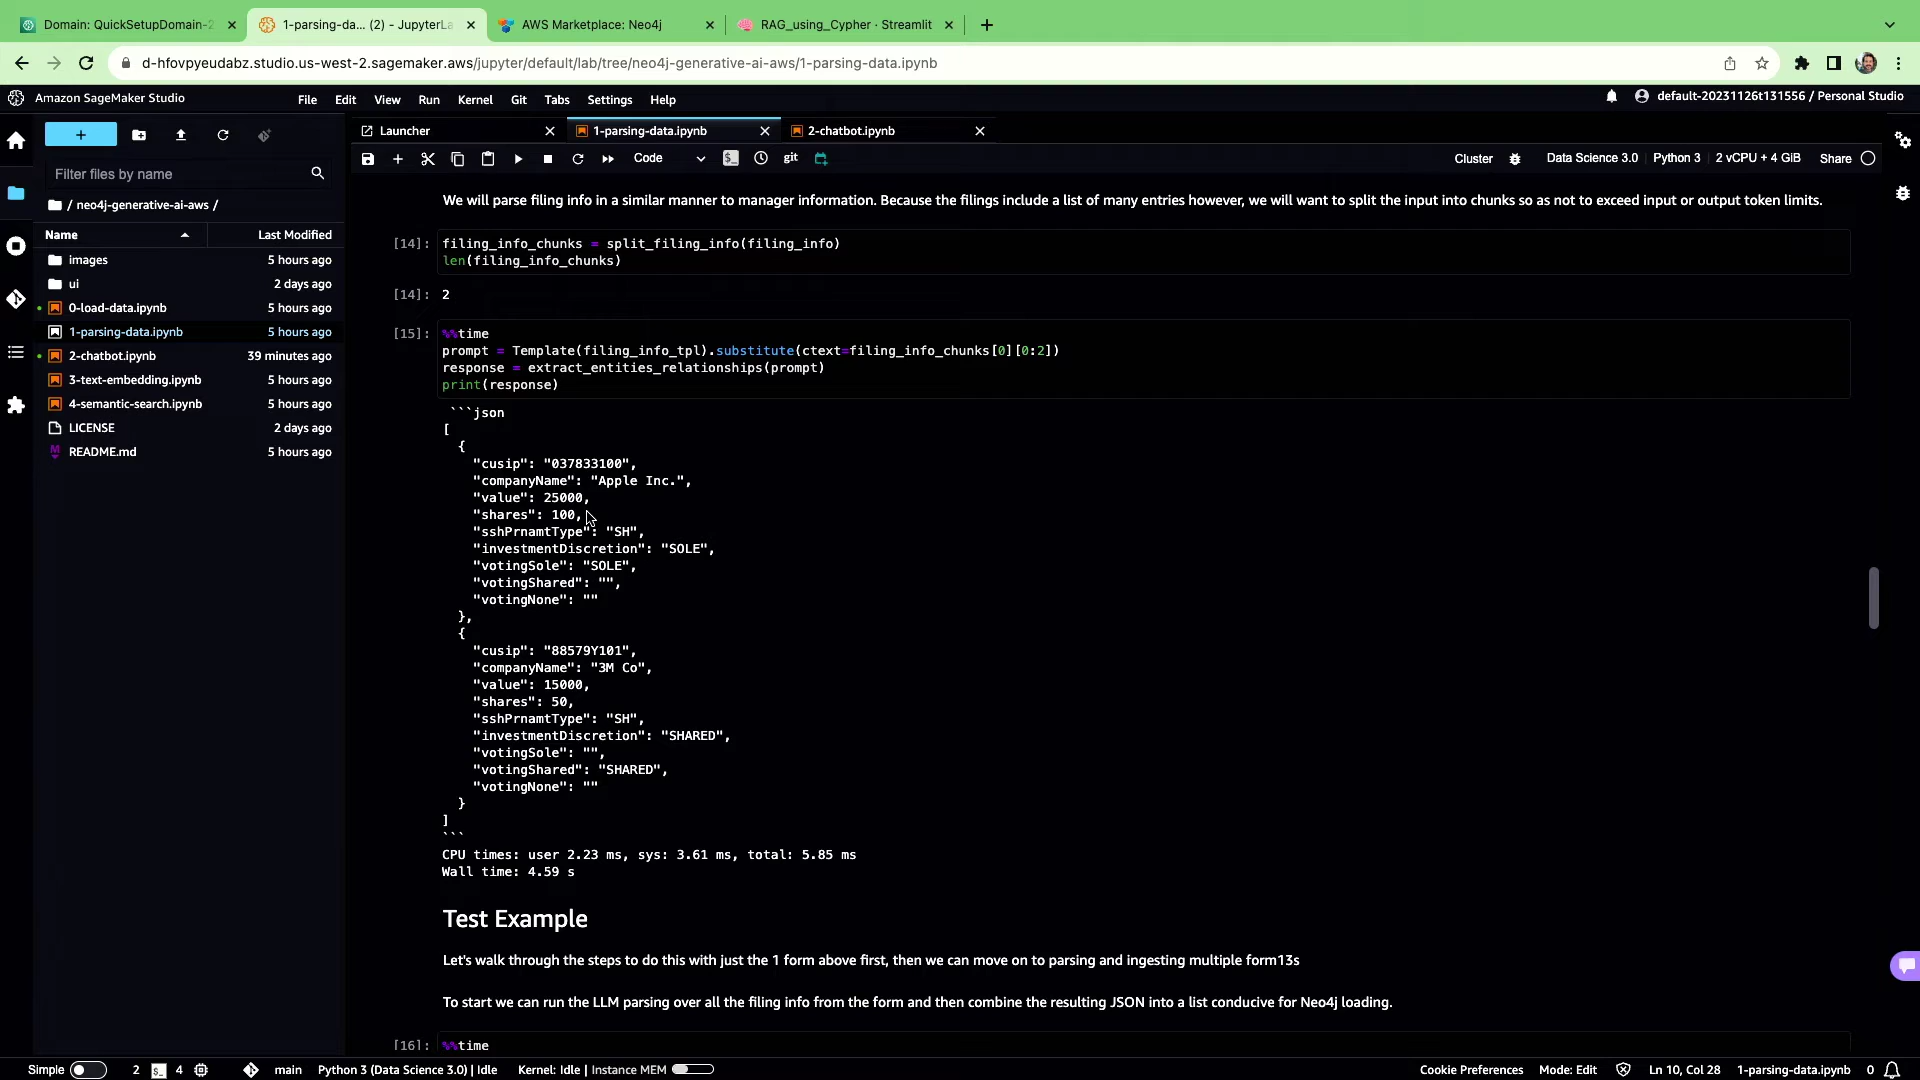 Domain: QuickSetupDomain-2
1-parsing-da... (2) - JupyterLa
AWS Marketplace: Neo4j
RAG_using_Cypher · Streamlit
d-hfovpyeudabz.studio.us-west-2.sagemaker.aws/jupyter/default/lab/tree/neo4j-generative-ai-aws/1-parsing-data.ipynb
Amazon SageMaker Studio
File Edit View Run Kernel Git Tabs Settings Help
default-20231126t131556 / Personal Studio
+
Launcher
1-parsing-data.ipynb
2-chatbot.ipynb
Code
git
Cluster
Data Science 3.0
Python 3
2 vCPU + 4 GiB
Share
Filter files by name
/ neo4j-generative-ai-aws /
Name Last Modified
images 5 hours ago
ui 2 days ago
0-load-data.ipynb 5 hours ago
1-parsing-data.ipynb 5 hours ago
2-chatbot.ipynb 39 minutes ago
3-text-embedding.ipynb 5 hours ago
4-semantic-search.ipynb 5 hours ago
LICENSE 2 days ago
README.md 5 hours ago
We will parse filing info in a similar manner to manager information. Because the filings include a list of many entries however, we will want to split the input into chunks so as not to exceed input or output token limits.
[14]: filing_info_chunks = split_filing_info(filing_info)
len(filing_info_chunks)
[14]: 2
[15]: %%time
prompt = Template(filing_info_tpl).substitute(ctext=filing_info_chunks[0][0:2])
response = extract_entities_relationships(prompt)
print(response)
```json
[
{
"cusip": "037833100",
"companyName": "Apple Inc.",
"value": 25000,
"shares": 100,
"sshPrnamtType": "SH",
"investmentDiscretion": "SOLE",
"votingSole": "SOLE",
"votingShared": "",
"votingNone": ""
},
{
"cusip": "88579Y101",
"companyName": "3M Co",
"value": 15000,
"shares": 50,
"sshPrnamtType": "SH",
"investmentDiscretion": "SHARED",
"votingSole": "",
"votingShared": "SHARED",
"votingNone": ""
}
]
```
CPU times: user 2.23 ms, sys: 3.61 ms, total: 5.85 ms
Wall time: 4.59 s
Test Example
Let's walk through the steps to do this with just the 1 form above first, then we can move on to parsing and ingesting multiple form13s
To start we can run the LLM parsing over all the filing info from the form and then combine the resulting JSON into a list conducive for Neo4j loading.
[16]: %%time
Simple 2 $_ 4 main Python 3 (Data Science 3.0) | Idle Kernel: Idle | Instance MEM Cookie Preferences Mode: Edit Ln 10, Col 28 1-parsing-data.ipynb 0